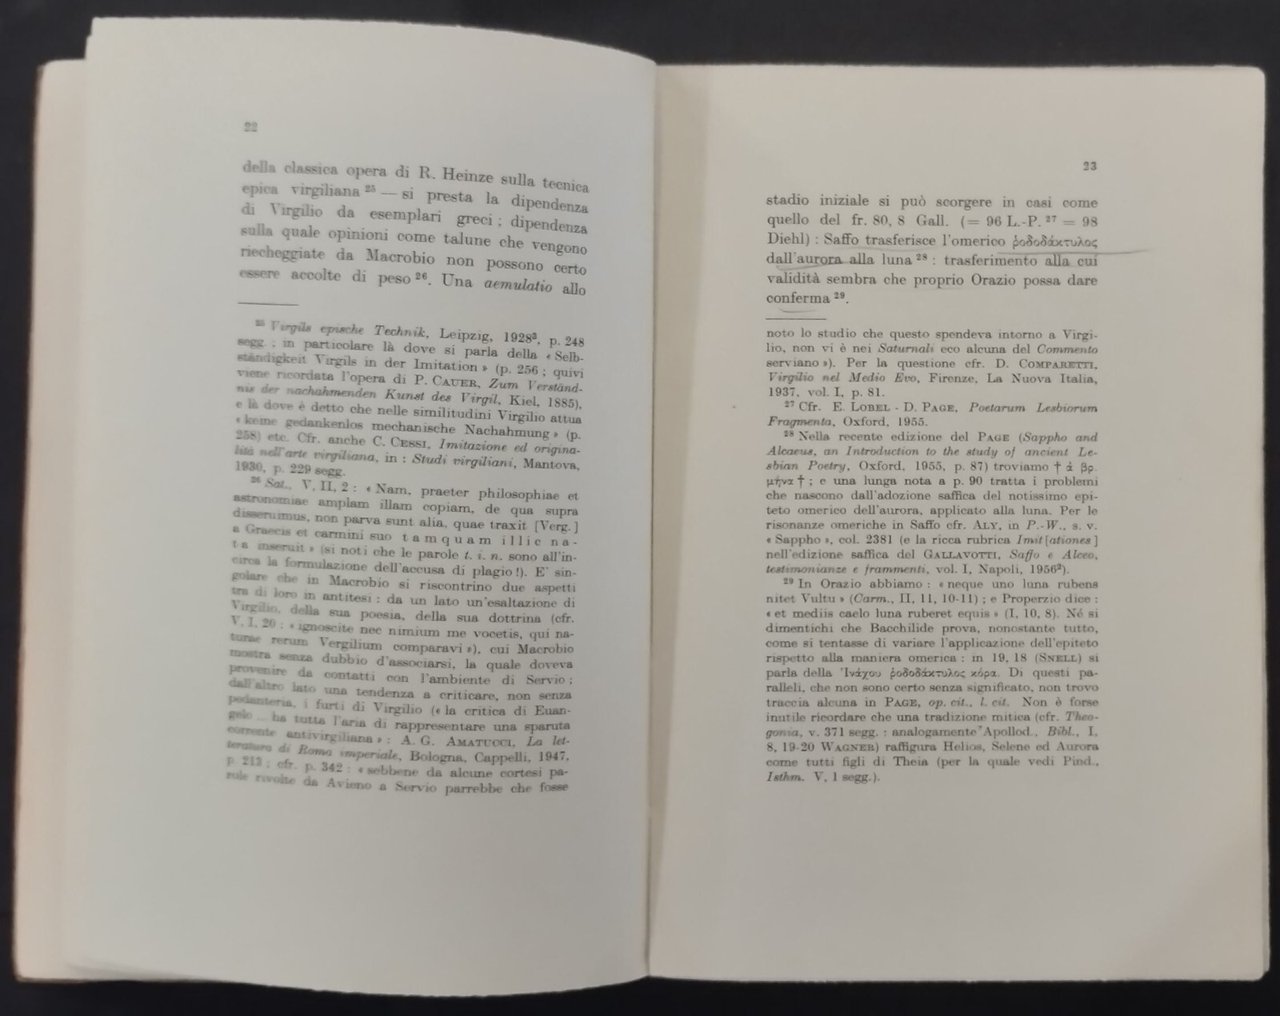 22
della classica opera di R. Heinze sulla tecnica
epica virgiliana 25 — si presta la dipendenza
di Virgilio da esemplari greci ; dipendenza
sulla quale opinioni come talune che vengono
riecheggiate da Macrobio non possono certo
essere accolte di peso 26. Una aemulatio allo
25 Virgils epische Technik, Leipzig, 1928³, p. 248
segg. ; in particolare là dove si parla della « Selb-
ständigkeit Virgils in der Imitation » (p. 256 ; quivi
viene ricordata l'opera di P. CAUER, Zum Verständ-
nis der nachahmenden Kunst des Virgil, Kiel, 1885),
e là dove è detto che nelle similitudini Virgilio attua
« keine gedankenlos mechanische Nachahmung » (p.
258) etc. Cfr. anche C. CESSI, Imitazione ed origina-
lità nell'arte virgiliana, in : Studi virgiliani, Mantova,
1930, p. 229 segg.
26 Sat., V, II, 2 : « Nam, praeter philosophiae et
astronomiae amplam illam copiam, de qua supra
disseruimus, non parva sunt alia, quae traxit [Verg.]
a Graecis et carmini suo tamquam illic na-
ta inseruit » (si noti che le parole t. i. n. sono all'in-
circa la formulazione dell'accusa di plagio !). E' sin-
golare che in Macrobio si riscontrino due aspetti
tra di loro in antitesi : da un lato un'esaltazione di
Virgilio, della sua poesia, della sua dottrina (cfr.
V, I, 20 : « ignoscite nec nimium me vocetis, qui na-
turae rerum Vergilium comparavi »), cui Macrobio
mostra senza dubbio d'associarsi, la quale doveva
provenire da contatti con l'ambiente di Servio ;
dall'altro lato una tendenza a criticare, non senza
pedanteria, i furti di Virgilio (« la critica di Euan-
gelo ... ha tutta l'aria di rappresentare una sparuta
corrente antivirgiliana » : A. G. AMATUCCI, La let-
teratura di Roma imperiale, Bologna, Cappelli, 1947,
p. 213 ; cfr. p. 342 : « sebbene da alcune cortesi pa-
role rivolte da Avieno a Servio parrebbe che fosse
23
stadio iniziale si può scorgere in casi come
quello del fr. 80, 8 Gall. (= 96 L.-P. 27 = 98
Diehl) : Saffo trasferisce l'omerico ῥοδοδάκτυλος
dall'aurora alla luna 28 : trasferimento alla cui
validità sembra che proprio Orazio possa dare
conferma 29.
noto lo studio che questo spendeva intorno a Virgi-
lio, non vi è nei Saturnali eco alcuna del Commento
serviano »). Per la questione cfr. D. COMPARETTI,
Virgilio nel Medio Evo, Firenze, La Nuova Italia,
1937, vol. I, p. 81.
27 Cfr. E. LOBEL - D. PAGE, Poetarum Lesbiorum
Fragmenta, Oxford, 1955.
28 Nella recente edizione del PAGE (Sappho and
Alcaeus, an Introduction to the study of ancient Le-
sbian Poetry, Oxford, 1955, p. 87) troviamo † ἀ βρ.
μήνα † ; e una lunga nota a p. 90 tratta i problemi
che nascono dall'adozione saffica del notissimo epi-
teto omerico dell'aurora, applicato alla luna. Per le
risonanze omeriche in Saffo cfr. ALY, in P.-W., s. v.
« Sappho », col. 2381 (e la ricca rubrica Imit[ationes]
nell'edizione saffica del GALLAVOTTI, Saffo e Alceo,
testimonianze e frammenti, vol. I, Napoli, 1956²).
29 In Orazio abbiamo : « neque uno luna rubens
nitet Vultu » (Carm., II, 11, 10-11) ; e Properzio dice :
« et mediis caelo luna ruberet equis » (I, 10, 8). Né si
dimentichi che Bacchilide prova, nonostante tutto,
come si tentasse di variare l'applicazione dell'epiteto
rispetto alla maniera omerica : in 19, 18 (SNELL) si
parla della Ἰνάχου ῥοδοδάκτυλος κόρα. Di questi pa-
ralleli, che non sono certo senza significato, non trovo
traccia alcuna in PAGE, op. cit., l. cit. Non è forse
inutile ricordare che una tradizione mitica (cfr. Theo-
gonia, v. 371 segg. : analogamente Apollod., Bibl., I,
8, 19-20 WAGNER) raffigura Helios, Selene ed Aurora
come tutti figli di Theia (per la quale vedi Pind.,
Isthm. V, 1 segg.).